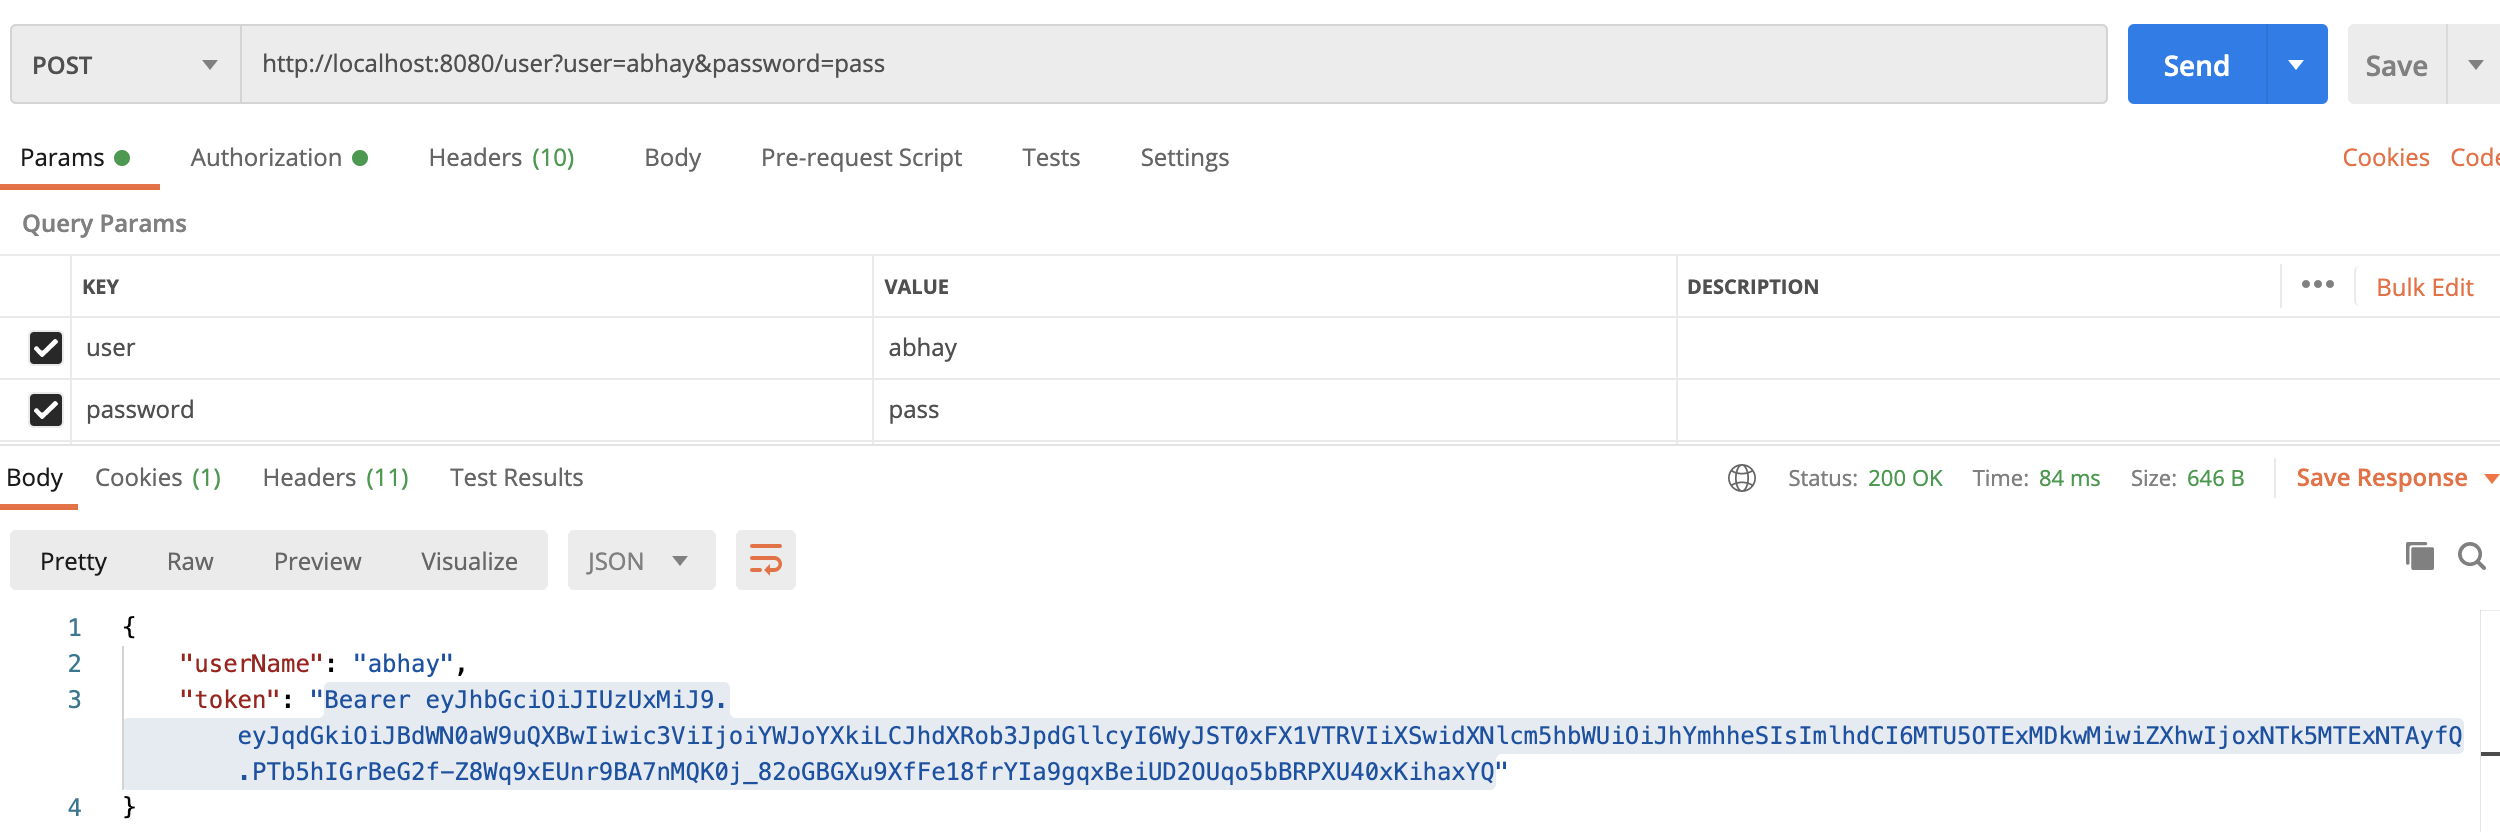 POST http://localhost:8080/user?user=abhay&password=pass Send Save
Params Authorization Headers (10) Body Pre-request Script Tests Settings Cookies Code
Query Params
KEY VALUE DESCRIPTION ••• Bulk Edit
user abhay
password pass
Body Cookies (1) Headers (11) Test Results Status: 200 OK Time: 84 ms Size: 646 B Save Response
Pretty Raw Preview Visualize JSON
1 {
2 "userName": "abhay",
3 "token": "Bearer eyJhbGciOiJIUzUxMiJ9.
eyJqdGkiOiJBdWN0aW9uQXBwIiwic3ViIjoiYWJoYXkiLCJhdXRob3JpdGllcyI6WyJST0xFX1VTRVIiXSwidXNlcm5hbWUiOiJhYmhheSIsImlhdCI6MTU5OTExMDkwMiwiZXhwIjoxNTk5MTExNTAyfQ
.PTb5hIGrBeG2f-Z8Wq9xEUnr9BA7nMQK0j_82oGBGXu9XfFe18frYIa9gqxBeiUD2OUqo5bBRPXU40xKihaxYQ"
4 }